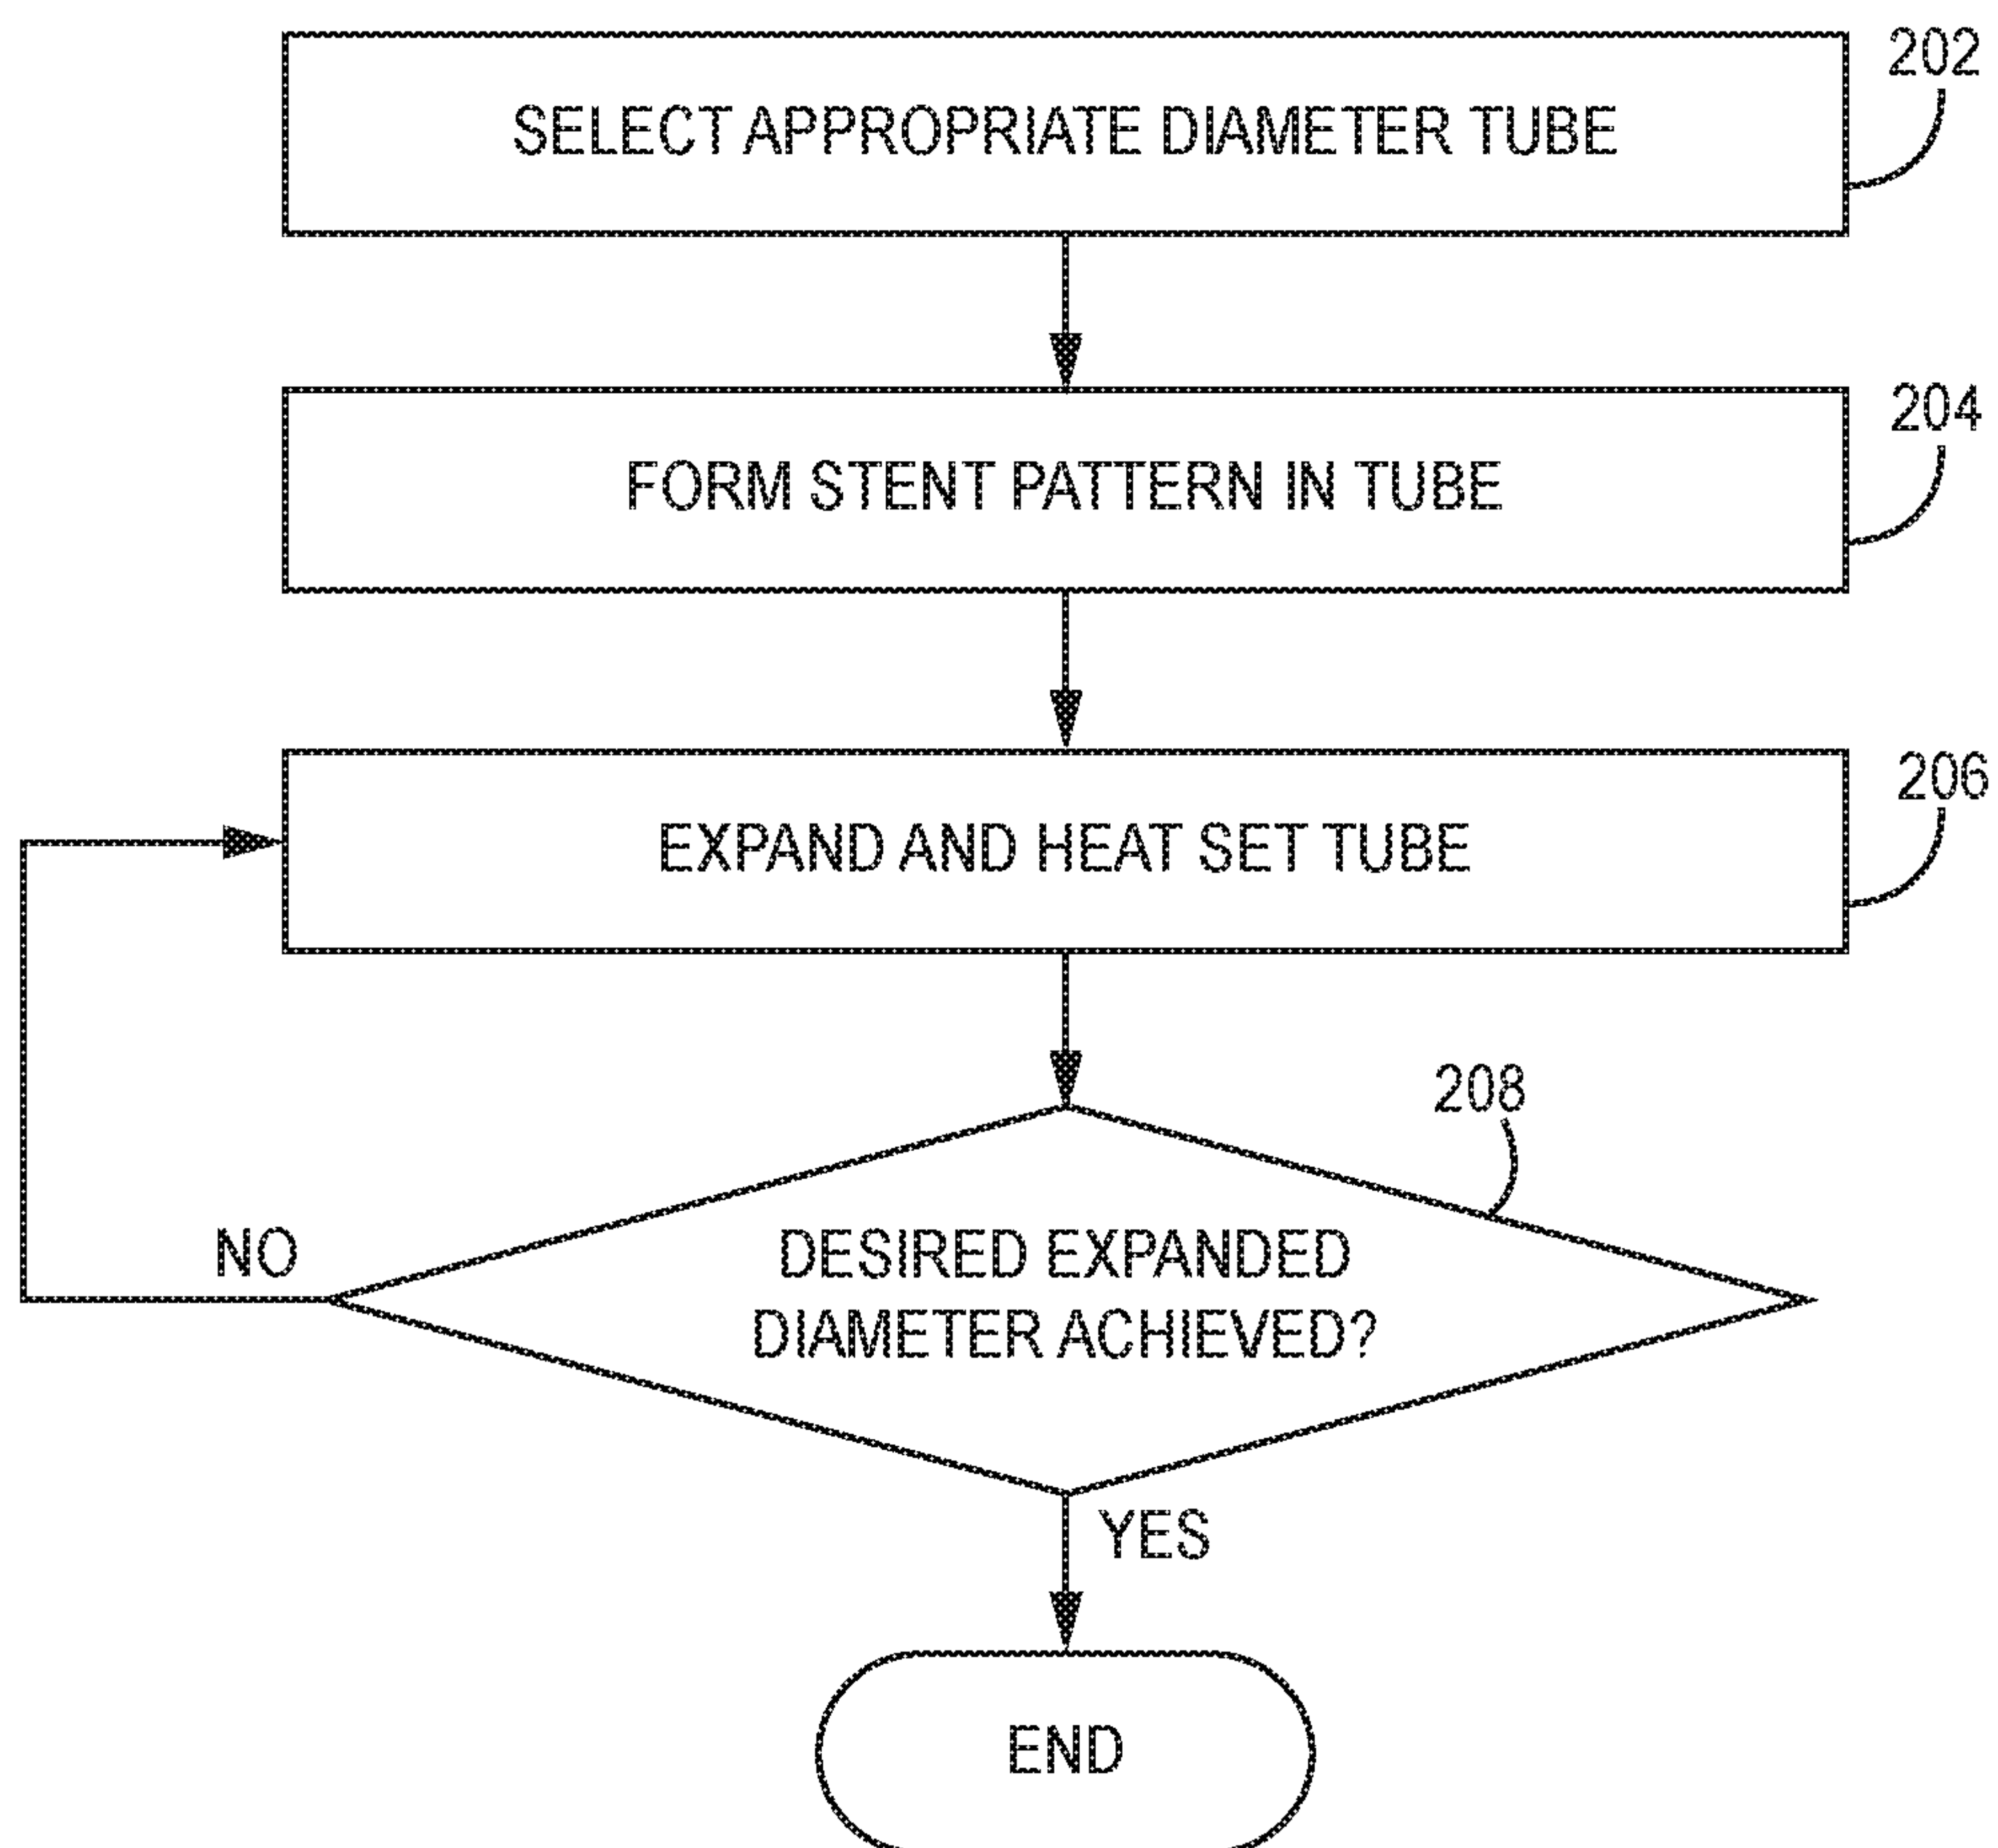 202
SELECT APPROPRIATE DIAMETER TUBE
204
FORM STENT PATTERN IN TUBE
206
EXPAND AND HEAT SET TUBE
208
NO
DESIRED EXPANDED
DIAMETER ACHIEVED?
YES
END